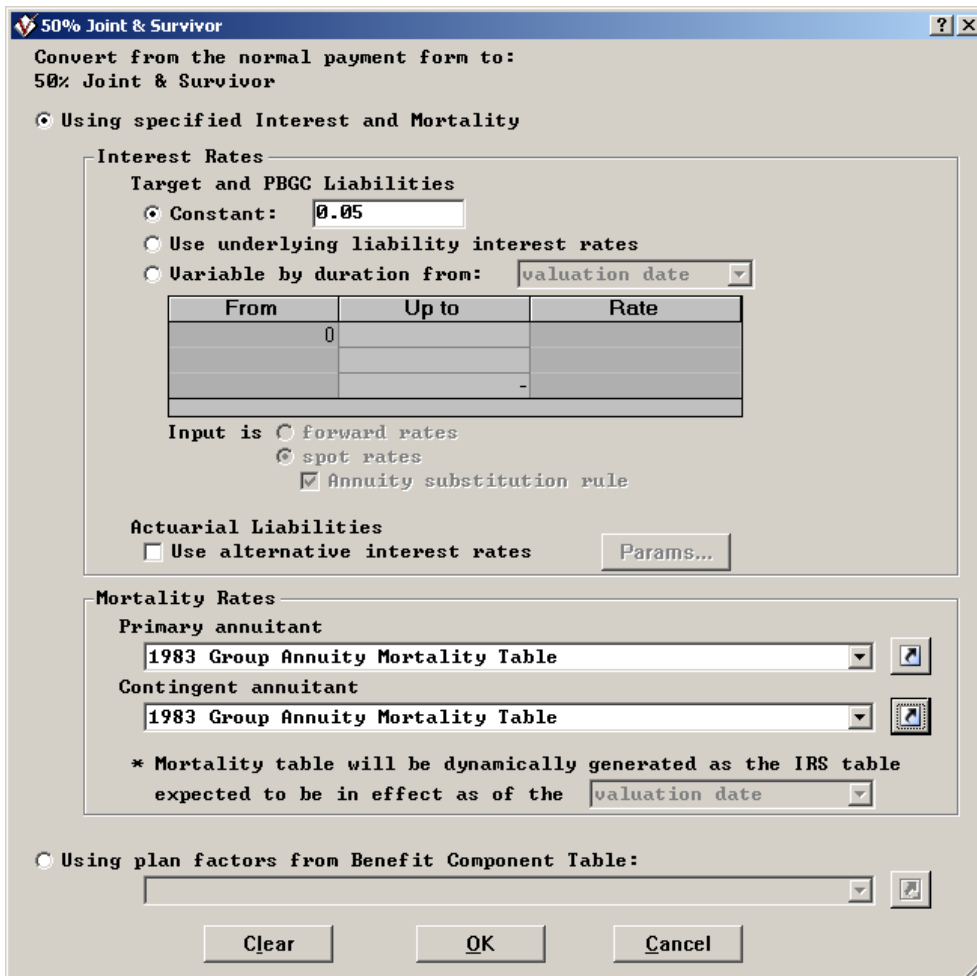 50% Joint & Survivor
Convert from the normal payment form to:
50% Joint & Survivor
Using specified Interest and Mortality
Interest Rates
Target and PBGC Liabilities
Constant: 0.05
Use underlying liability interest rates
Variable by duration from: valuation date
From Up to Rate
0
-
Input is forward rates
spot rates
Annuity substitution rule
Actuarial Liabilities
Use alternative interest rates Params...
Mortality Rates
Primary annuitant
1983 Group Annuity Mortality Table
Contingent annuitant
1983 Group Annuity Mortality Table
* Mortality table will be dynamically generated as the IRS table
expected to be in effect as of the valuation date
Using plan factors from Benefit Component Table:
Clear OK Cancel